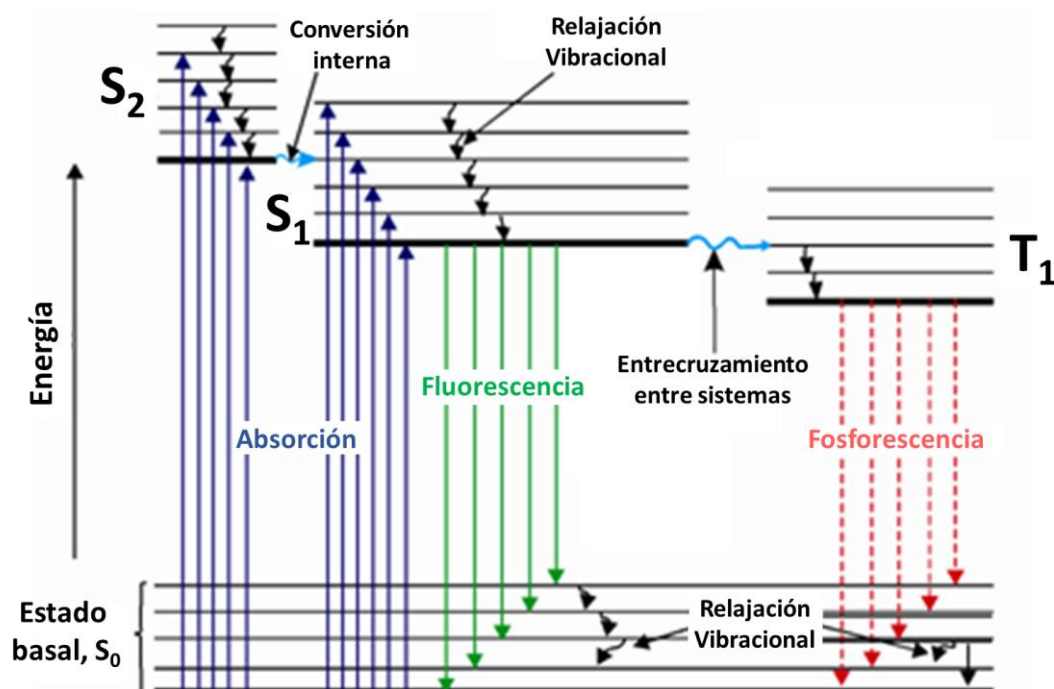 Conversión
interna
Relajación
Vibracional
S₂
S₁
T₁
Energía
Entrecruzamiento
entre sistemas
Fluorescencia
Absorción
Fosforescencia
Estado
basal, S₀
Relajación
Vibracional